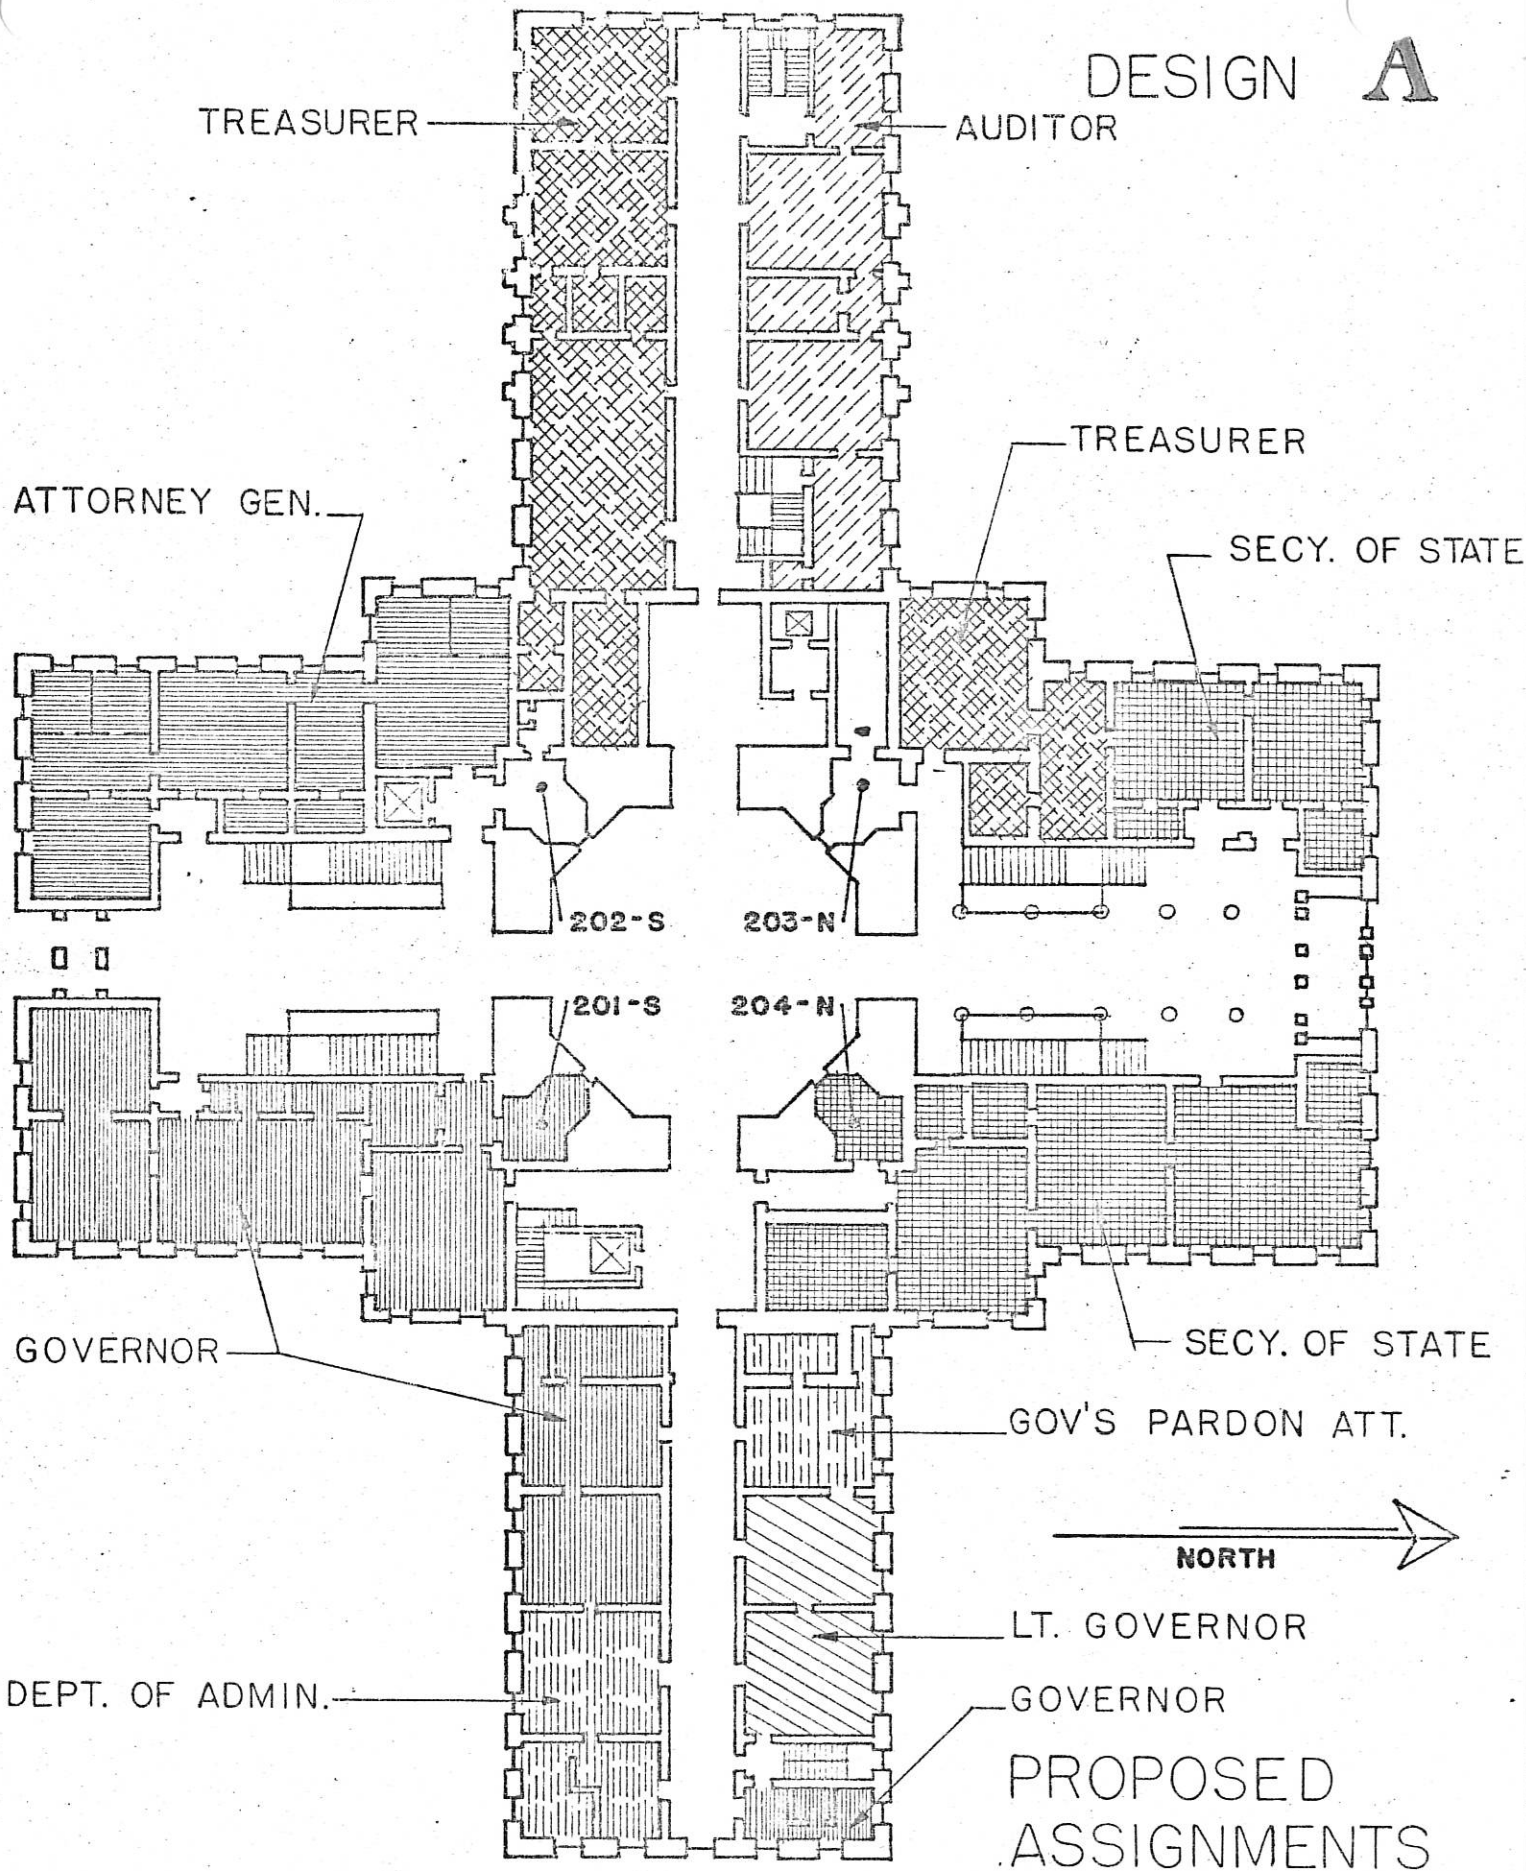 DESIGN A
TREASURER
AUDITOR
TREASURER
ATTORNEY GEN.
SECY. OF STATE
202-S
203-N
201-S
204-N
GOVERNOR
SECY. OF STATE
GOV'S PARDON ATT.
NORTH
LT. GOVERNOR
DEPT. OF ADMIN.
GOVERNOR
PROPOSED
ASSIGNMENTS